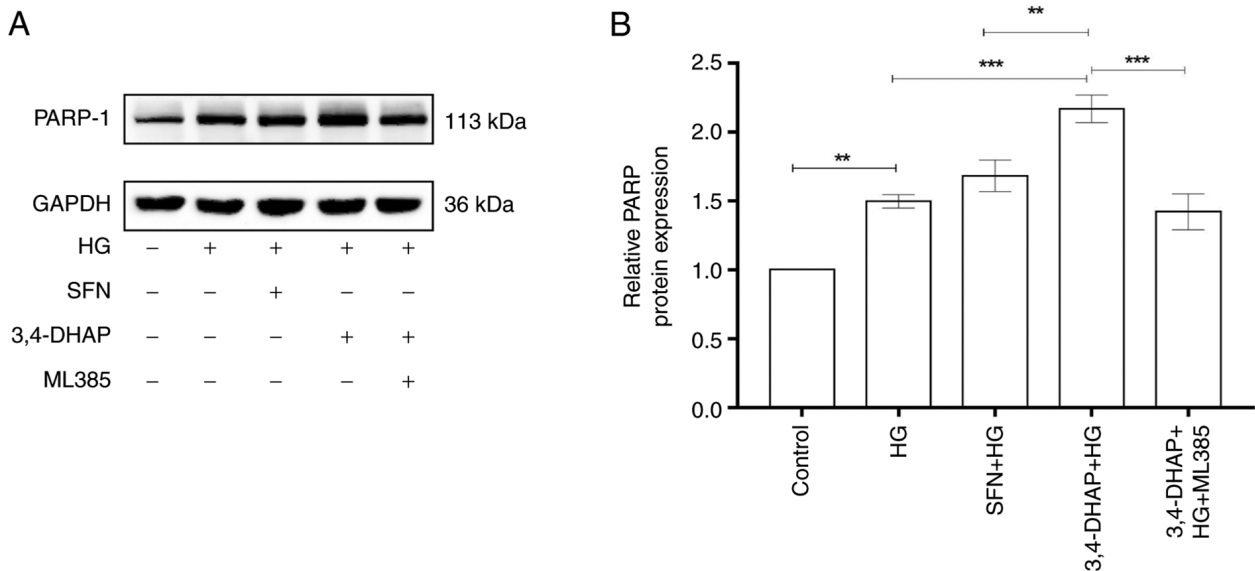 A
PARP-1
113 kDa
GAPDH
36 kDa
HG – + + + +
SFN – – + – –
3,4-DHAP – – – + +
ML385 – – – – +
B
**
*** ***
**
Relative PARP
protein expression
2.5
2.0
1.5
1.0
0.5
0.0
Control
HG
SFN+HG
3,4-DHAP+HG
3,4-DHAP+
HG+ML385